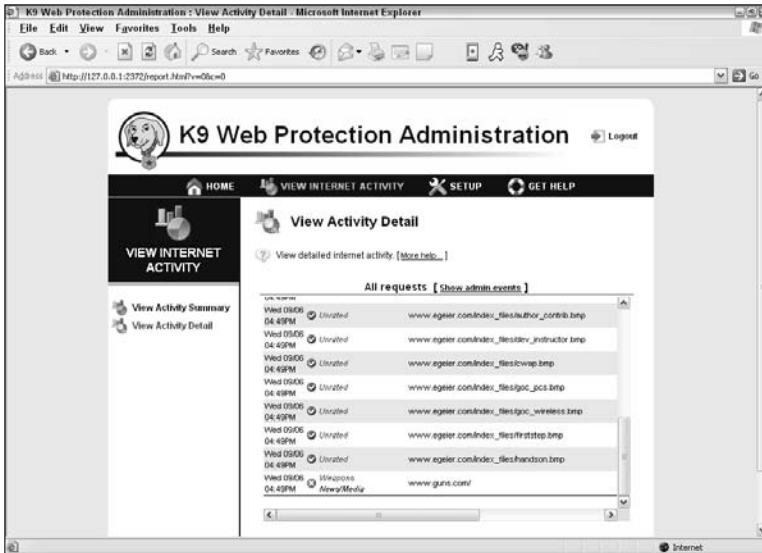 K9 Web Protection Administration : View Activity Detail - Microsoft Internet Explorer
File Edit View Favorites Tools Help
Back Search Favorites
Address http://127.0.0.1:2372/report.html?v=0&c=0 Go
K9 Web Protection Administration Logout
HOME VIEW INTERNET ACTIVITY SETUP GET HELP
VIEW INTERNET
ACTIVITY
View Activity Summary
View Activity Detail
View Activity Detail
View detailed internet activity. [More help... ]
All requests [ Show admin events ]
04:49PM
Wed 09/06
04:49PM Unrated www.egeier.com/index_files/author_contrib.bmp
Wed 09/06
04:49PM Unrated www.egeier.com/index_files/dev_instructor.bmp
Wed 09/06
04:49PM Unrated www.egeier.com/index_files/cwap.bmp
Wed 09/06
04:49PM Unrated www.egeier.com/index_files/goc_pcs.bmp
Wed 09/06
04:49PM Unrated www.egeier.com/index_files/goc_wireless.bmp
Wed 09/06
04:49PM Unrated www.egeier.com/index_files/firststep.bmp
Wed 09/06
04:49PM Unrated www.egeier.com/index_files/handson.bmp
Wed 09/06 Weapons
04:49PM News/Media www.guns.com/
Internet